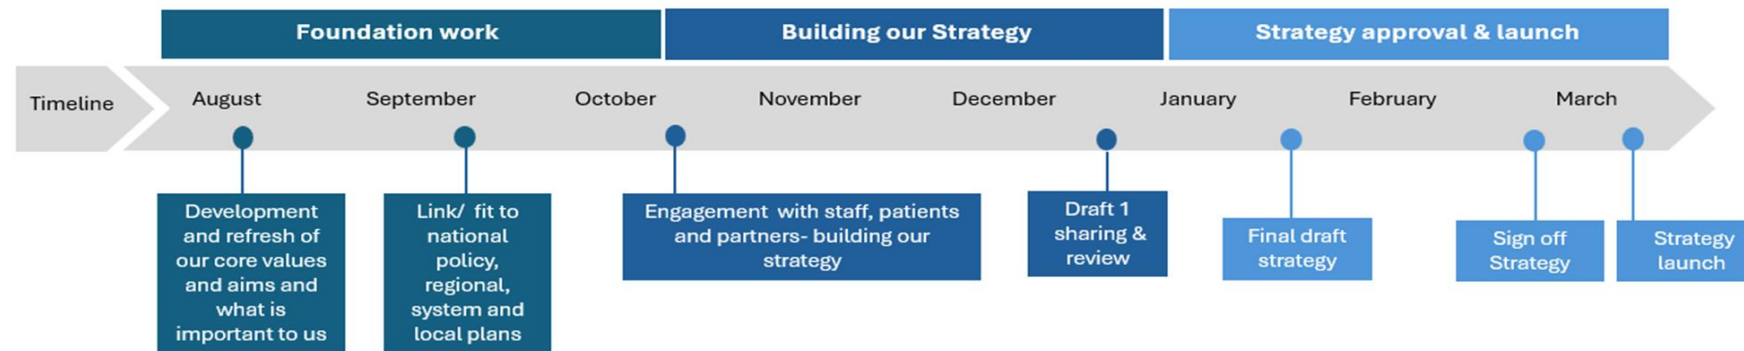 Foundation work
Building our Strategy
Strategy approval & launch
Timeline
August
September
October
November
December
January
February
March
Development
and refresh of
our core values
and aims and
what is
important to us
Link/ fit to
national
policy,
regional,
system and
local plans
Engagement with staff, patients
and partners- building our
strategy
Draft 1
sharing &
review
Final draft
strategy
Sign off
Strategy
Strategy
launch